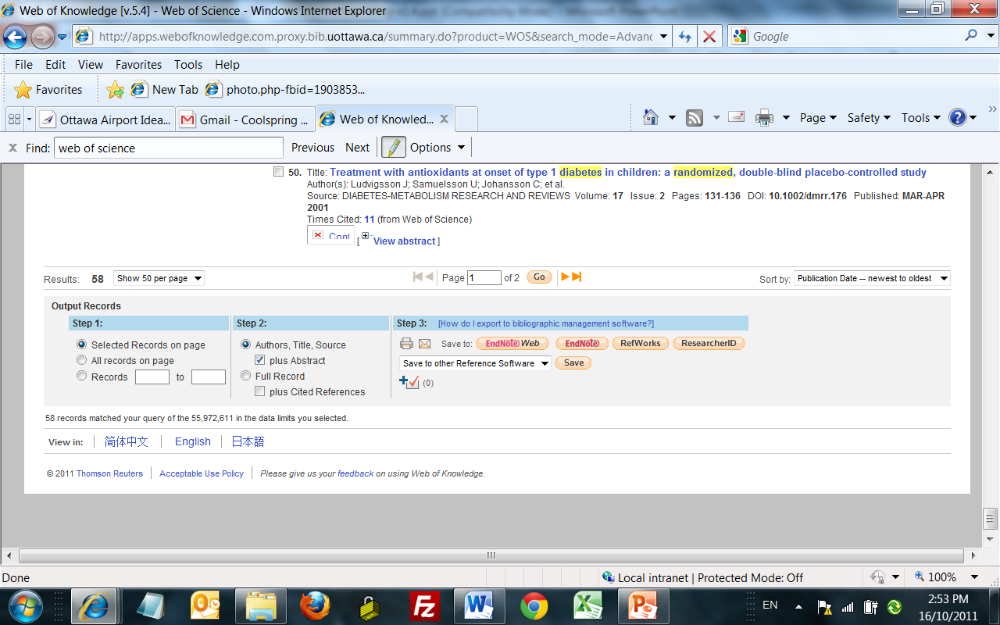 Web of Knowledge [v.5.4] - Web of Science - Windows Internet Explorer
http://apps.webofknowledge.com.proxy.bib.uottawa.ca/summary.do?product=WOS&search_mode=Advanc
Google
File Edit View Favorites Tools Help
Favorites New Tab photo.php-fbid=1903853...
Ottawa Airport Idea... Gmail - Coolspring ... Web of Knowled... Page Safety Tools
Find: web of science Previous Next Options
50. Title: Treatment with antioxidants at onset of type 1 diabetes in children: a randomized, double-blind placebo-controlled study
Author(s): Ludvigsson J; Samuelsson U; Johansson C; et al.
Source: DIABETES-METABOLISM RESEARCH AND REVIEWS Volume: 17 Issue: 2 Pages: 131-136 DOI: 10.1002/dmrr.176 Published: MAR-APR
2001
Times Cited: 11 (from Web of Science)
[ View abstract ]
Results: 58 Show 50 per page Page 1 of 2 Go Sort by: Publication Date -- newest to oldest
Output Records
Step 1: Step 2: Step 3: [How do I export to bibliographic management software?]
Selected Records on page Authors, Title, Source Save to: EndNote Web EndNote RefWorks ResearcherID
All records on page plus Abstract Save to other Reference Software Save
Records to Full Record (0)
plus Cited References
58 records matched your query of the 55,972,611 in the data limits you selected.
View in: 简体中文 English 日本語
© 2011 Thomson Reuters Acceptable Use Policy Please give us your feedback on using Web of Knowledge.
Done Local intranet | Protected Mode: Off 100%
EN 2:53 PM
16/10/2011